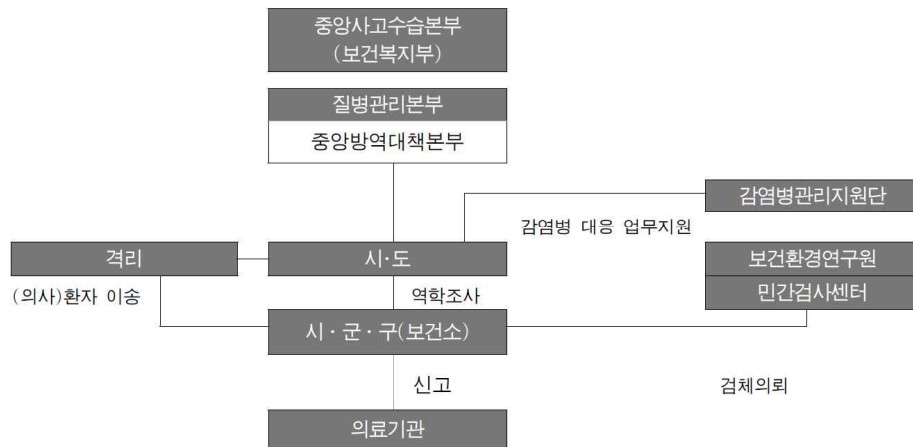 중앙사고수습본부
(보건복지부)
질병관리본부
중앙방역대책본부
감염병관리지원단
감염병 대응 업무지원
격리
시·도
보건환경연구원
(의사)환자 이송
역학조사
민간검사센터
시·군·구(보건소)
신고
검체의뢰
의료기관